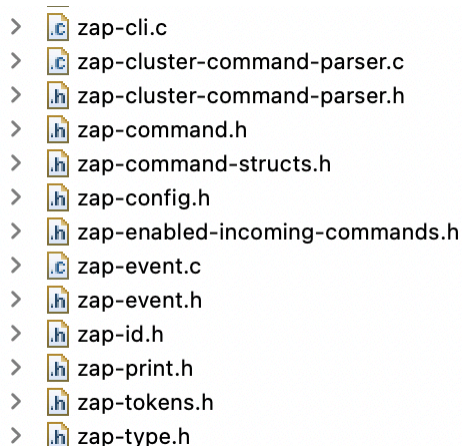 .c zap-cli.c
.c zap-cluster-command-parser.c
.h zap-cluster-command-parser.h
.h zap-command.h
.h zap-command-structs.h
.h zap-config.h
.h zap-enabled-incoming-commands.h
.c zap-event.c
.h zap-event.h
.h zap-id.h
.h zap-print.h
.h zap-tokens.h
.h zap-type.h